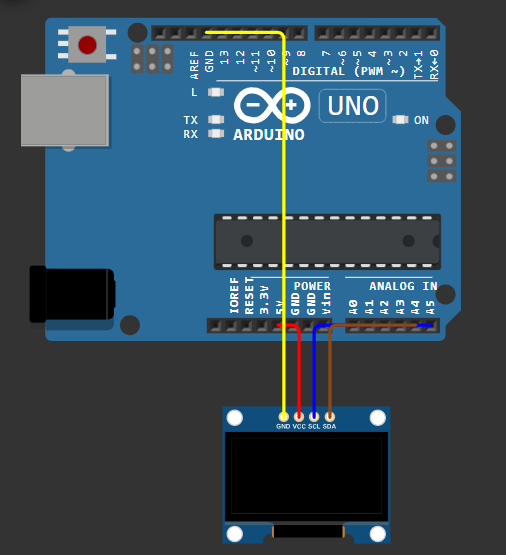 AREF
GND
13
12
~11
~10
~9
8
7
~6
~5
4
~3
2
TX→1
RX←0
DIGITAL (PWM ~)
L
TX
RX
UNO
ON
ARDUINO
IOREF
RESET
3.3V
5V
GND
GND
Vin
POWER
ANALOG IN
A0
A1
A2
A3
A4
A5
GND VCC SCL SDA